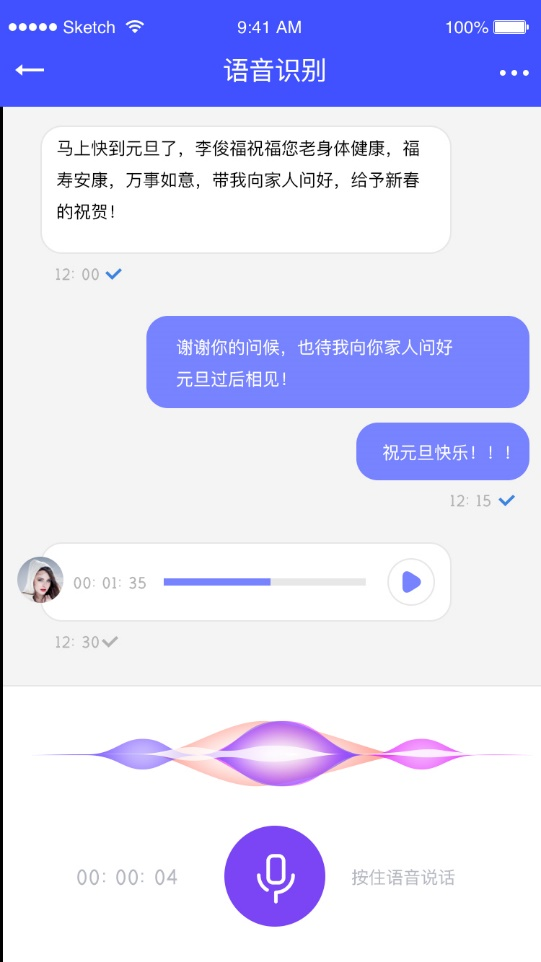 Sketch 9:41 AM 100%
语音识别
马上快到元旦了，李俊福祝福您老身体健康，福
寿安康，万事如意，带我向家人问好，给予新春
的祝贺！
12: 00
谢谢你的问候，也待我向你家人问好
元旦过后相见！
祝元旦快乐！！！
12: 15
00: 01: 35
12: 30
00: 00: 04 按住语音说话